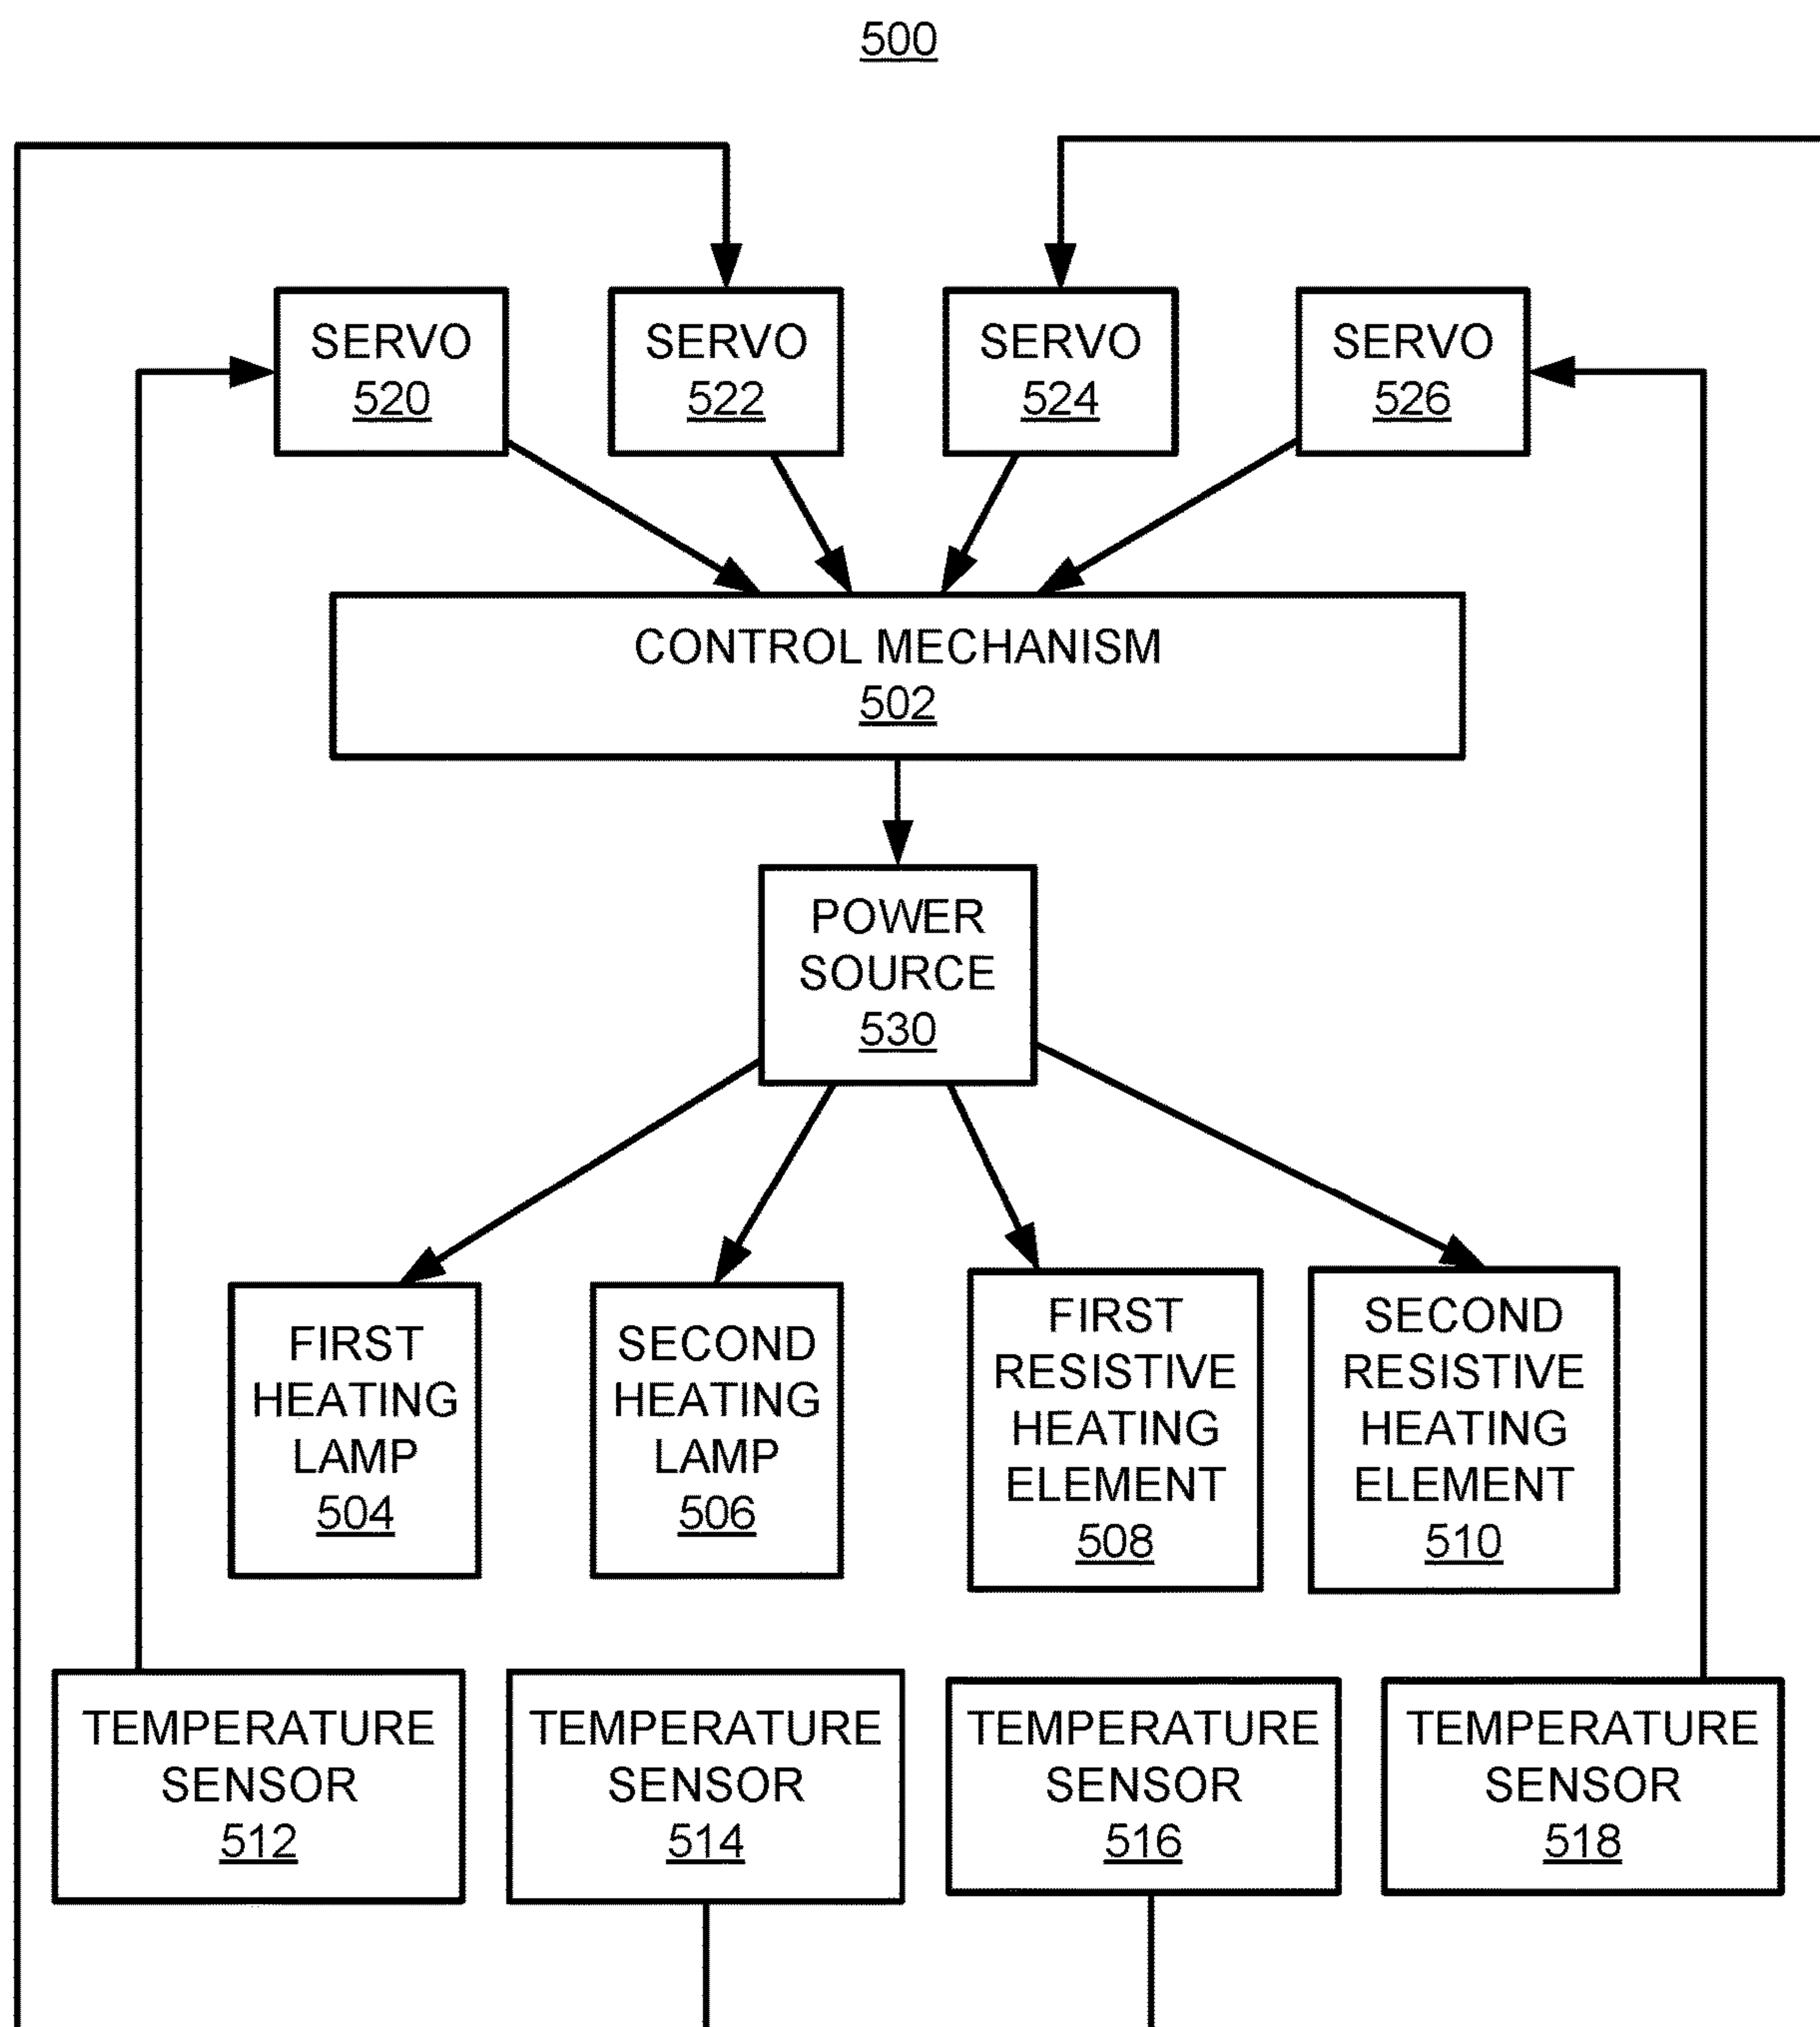 500
SERVO
520
SERVO
522
SERVO
524
SERVO
526
CONTROL MECHANISM
502
POWER
SOURCE
530
FIRST
HEATING
LAMP
504
SECOND
HEATING
LAMP
506
FIRST
RESISTIVE
HEATING
ELEMENT
508
SECOND
RESISTIVE
HEATING
ELEMENT
510
TEMPERATURE
SENSOR
512
TEMPERATURE
SENSOR
514
TEMPERATURE
SENSOR
516
TEMPERATURE
SENSOR
518